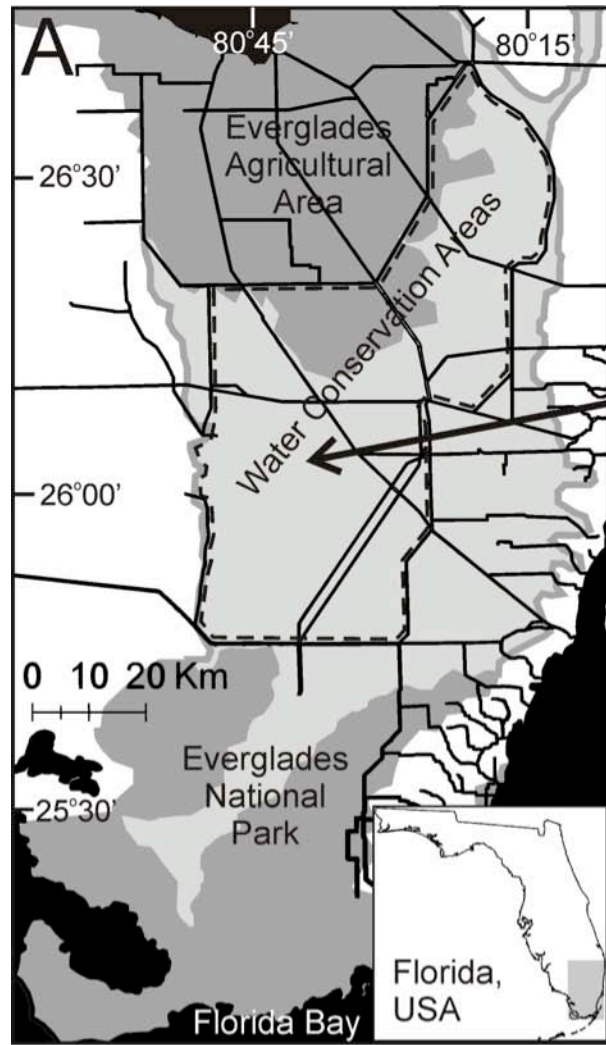 A
80°45'
80°15'
Everglades
Agricultural
Area
26°30'
Water Conservation Areas
26°00'
0 10 20 Km
Everglades
National
Park
25°30'
Florida,
USA
Florida Bay